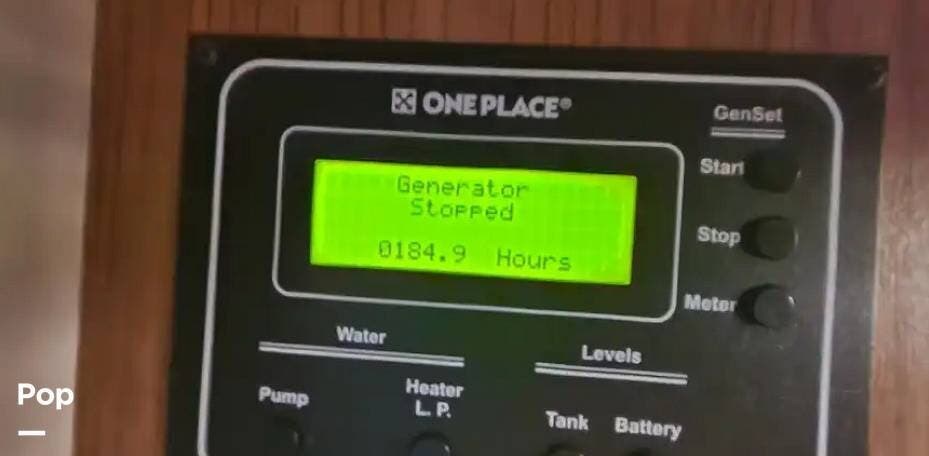 ONE PLACE®
GenSet
Generator
Stopped
0184.9 Hours
Start
Stop
Meter
Water
Levels
Pump
Heater
L. P.
Tank
Battery
Pop